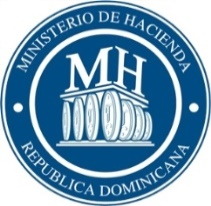 MINISTERIO DE HACIENDA
MH
REPUBLICA DOMINICANA